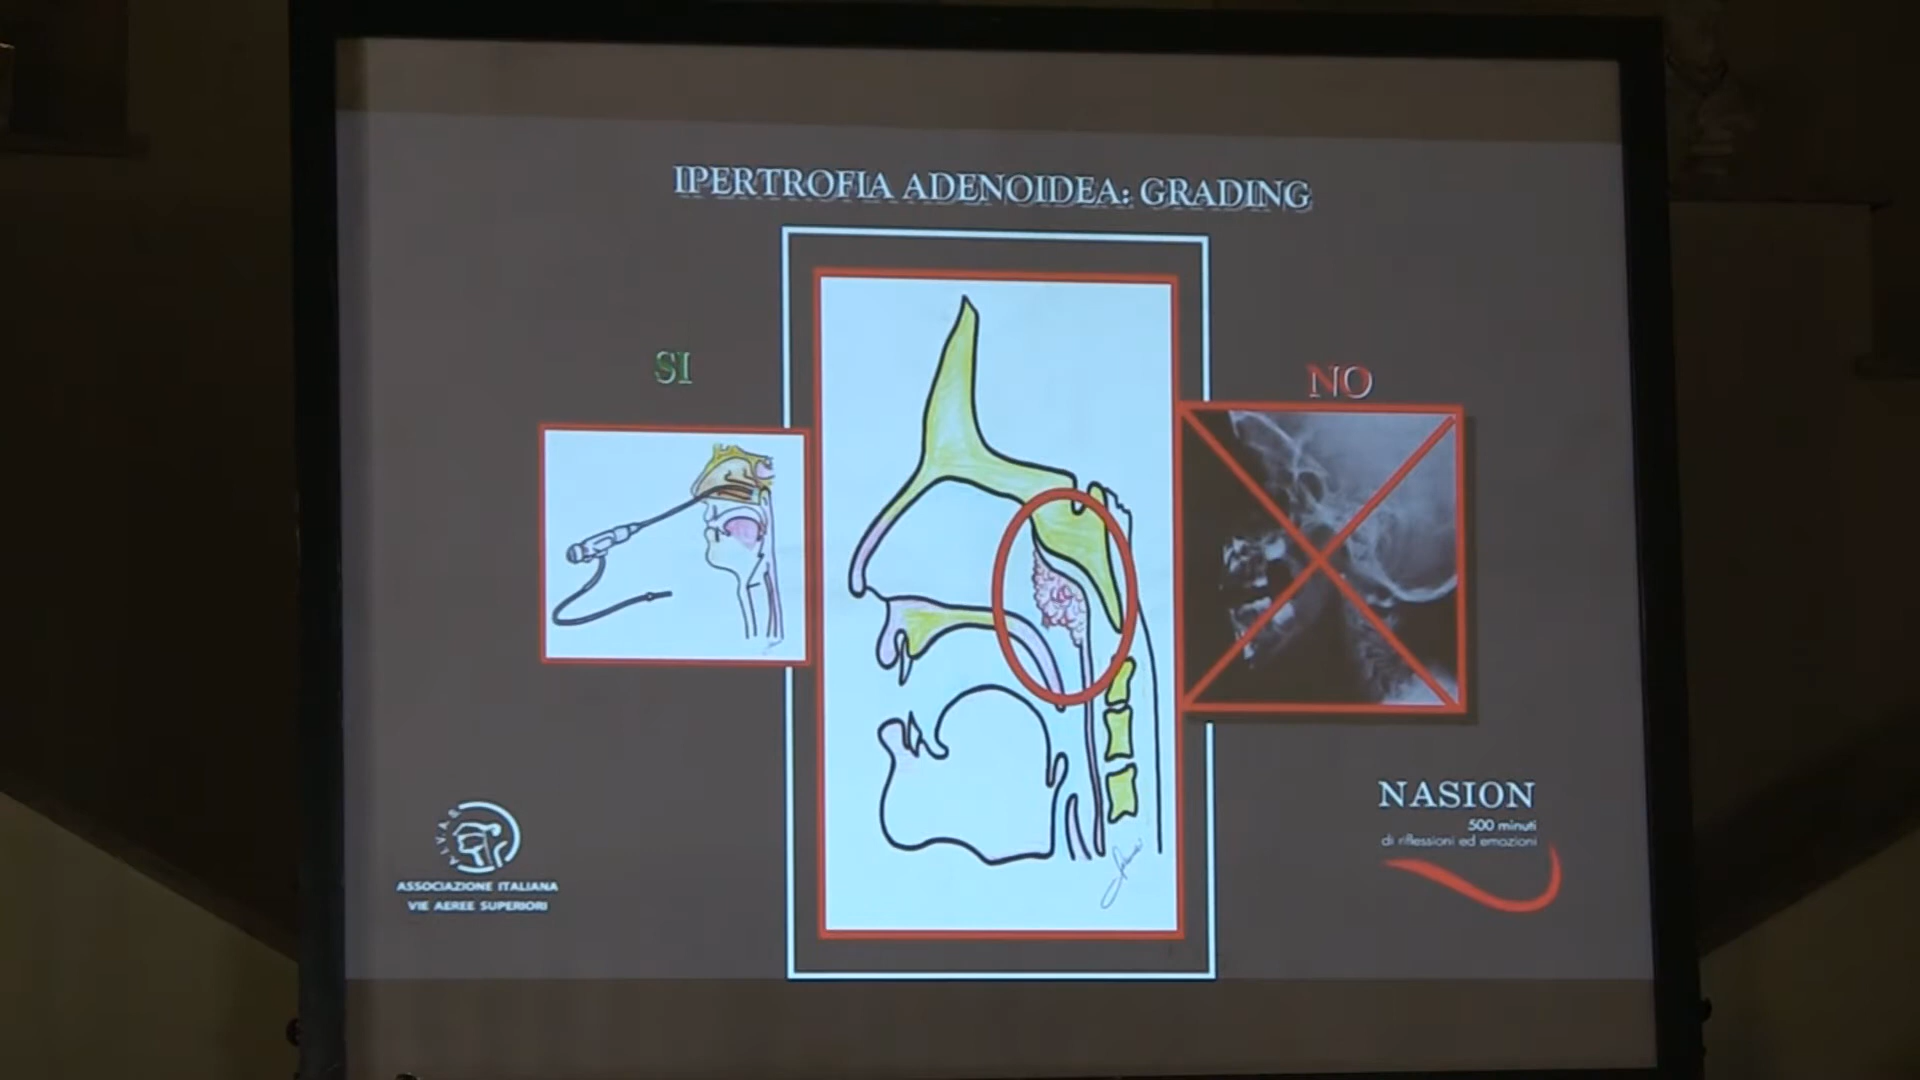 IPERTROFIA ADENOIDEA: GRADING
SI
NO
A.I.V.A.S.
ASSOCIAZIONE ITALIANA
VIE AEREE SUPERIORI
NASION
500 minuti
di riflessioni ed emozioni